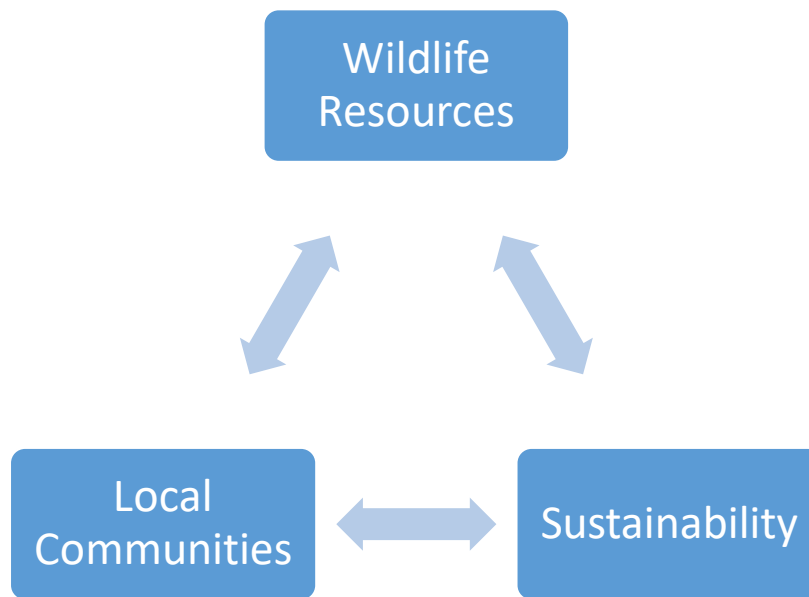 Wildlife
Resources
Local
Communities
Sustainability